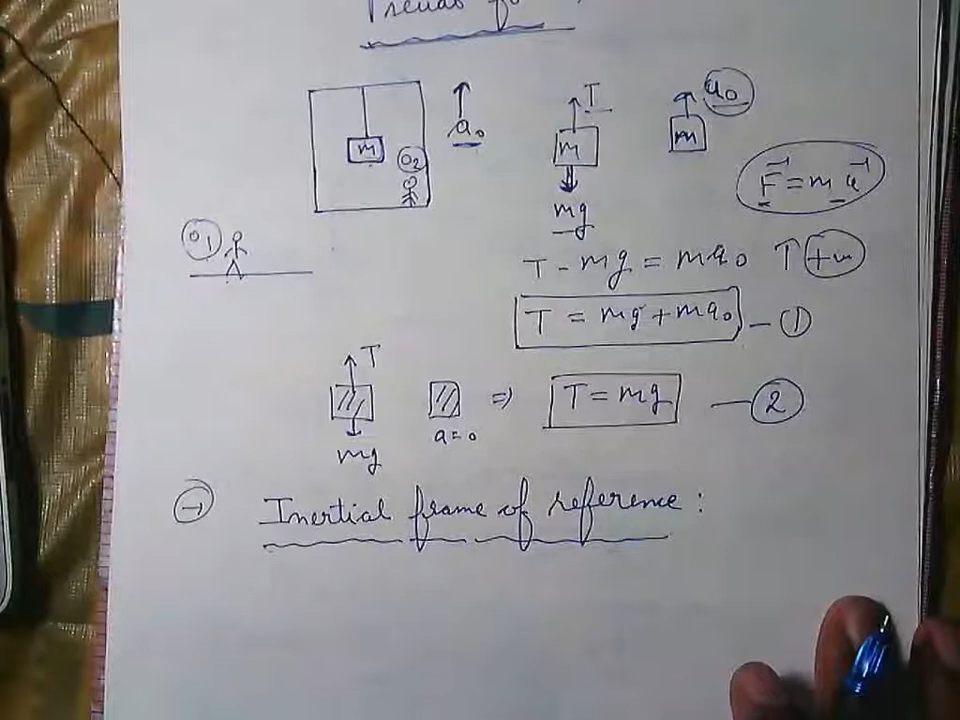 m
O2
a₀
T
m
mg
m
a₀
F = m a
O1
T - mg = ma₀ ↑
T = mg + ma₀ - ①
T
mg
a = 0
⇒ T = mg — ②
Inertial frame of reference :